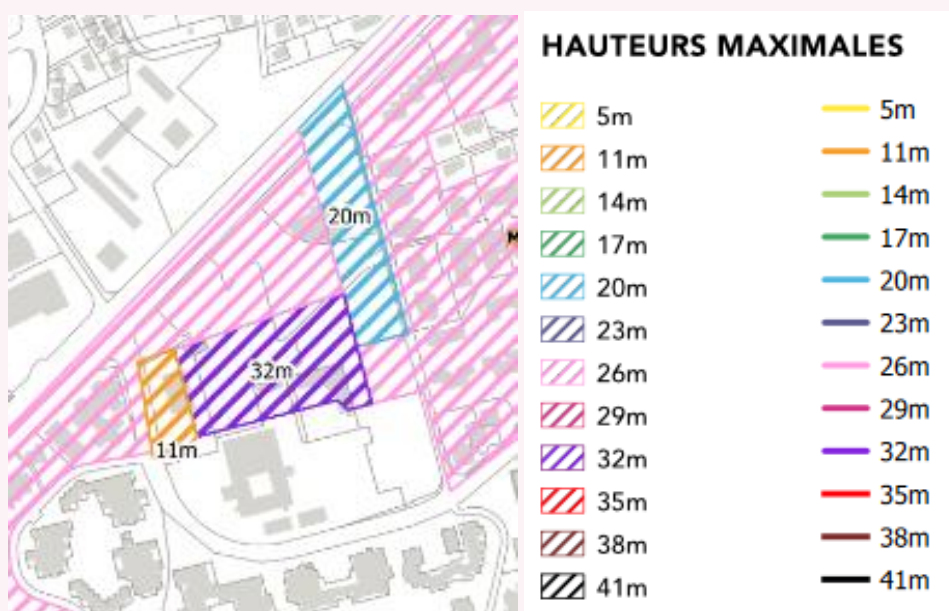 20m
32m
11m
M
HAUTEURS MAXIMALES
5m 5m
11m 11m
14m 14m
17m 17m
20m 20m
23m 23m
26m 26m
29m 29m
32m 32m
35m 35m
38m 38m
41m 41m